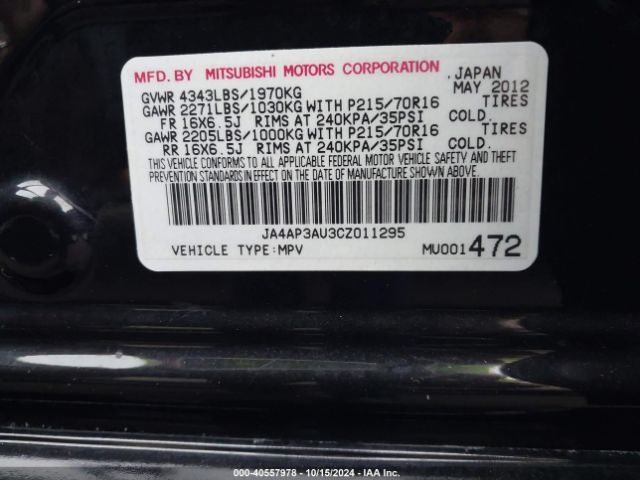 MFD. BY MITSUBISHI MOTORS CORPORATION, JAPAN
GVWR 4343LBS/1970KG MAY 2012
GAWR 2271LBS/1030KG WITH P215/70R16 TIRES
FR 16X6.5J RIMS AT 240KPA/35PSI COLD.
GAWR 2205LBS/1000KG WITH P215/70R16 TIRES
RR 16X6.5J RIMS AT 240KPA/35PSI COLD.
THIS VEHICLE CONFORMS TO ALL APPLICABLE FEDERAL MOTOR VEHICLE SAFETY AND THEFT
PREVENTION STANDARDS IN EFFECT ON THE DATE OF MANUFACTURE SHOWN ABOVE.
JA4AP3AU3CZ011295
VEHICLE TYPE:MPV MU001472
000-40557978 - 10/15/2024 - IAA Inc.